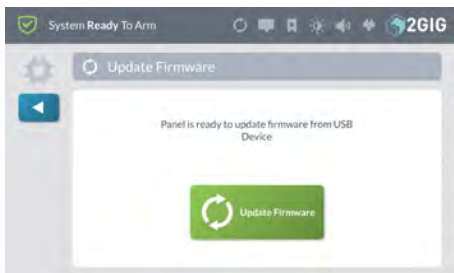 System Ready To Arm
2GIG
Update Firmware
Panel is ready to update firmware from USB
Device
Update Firmware